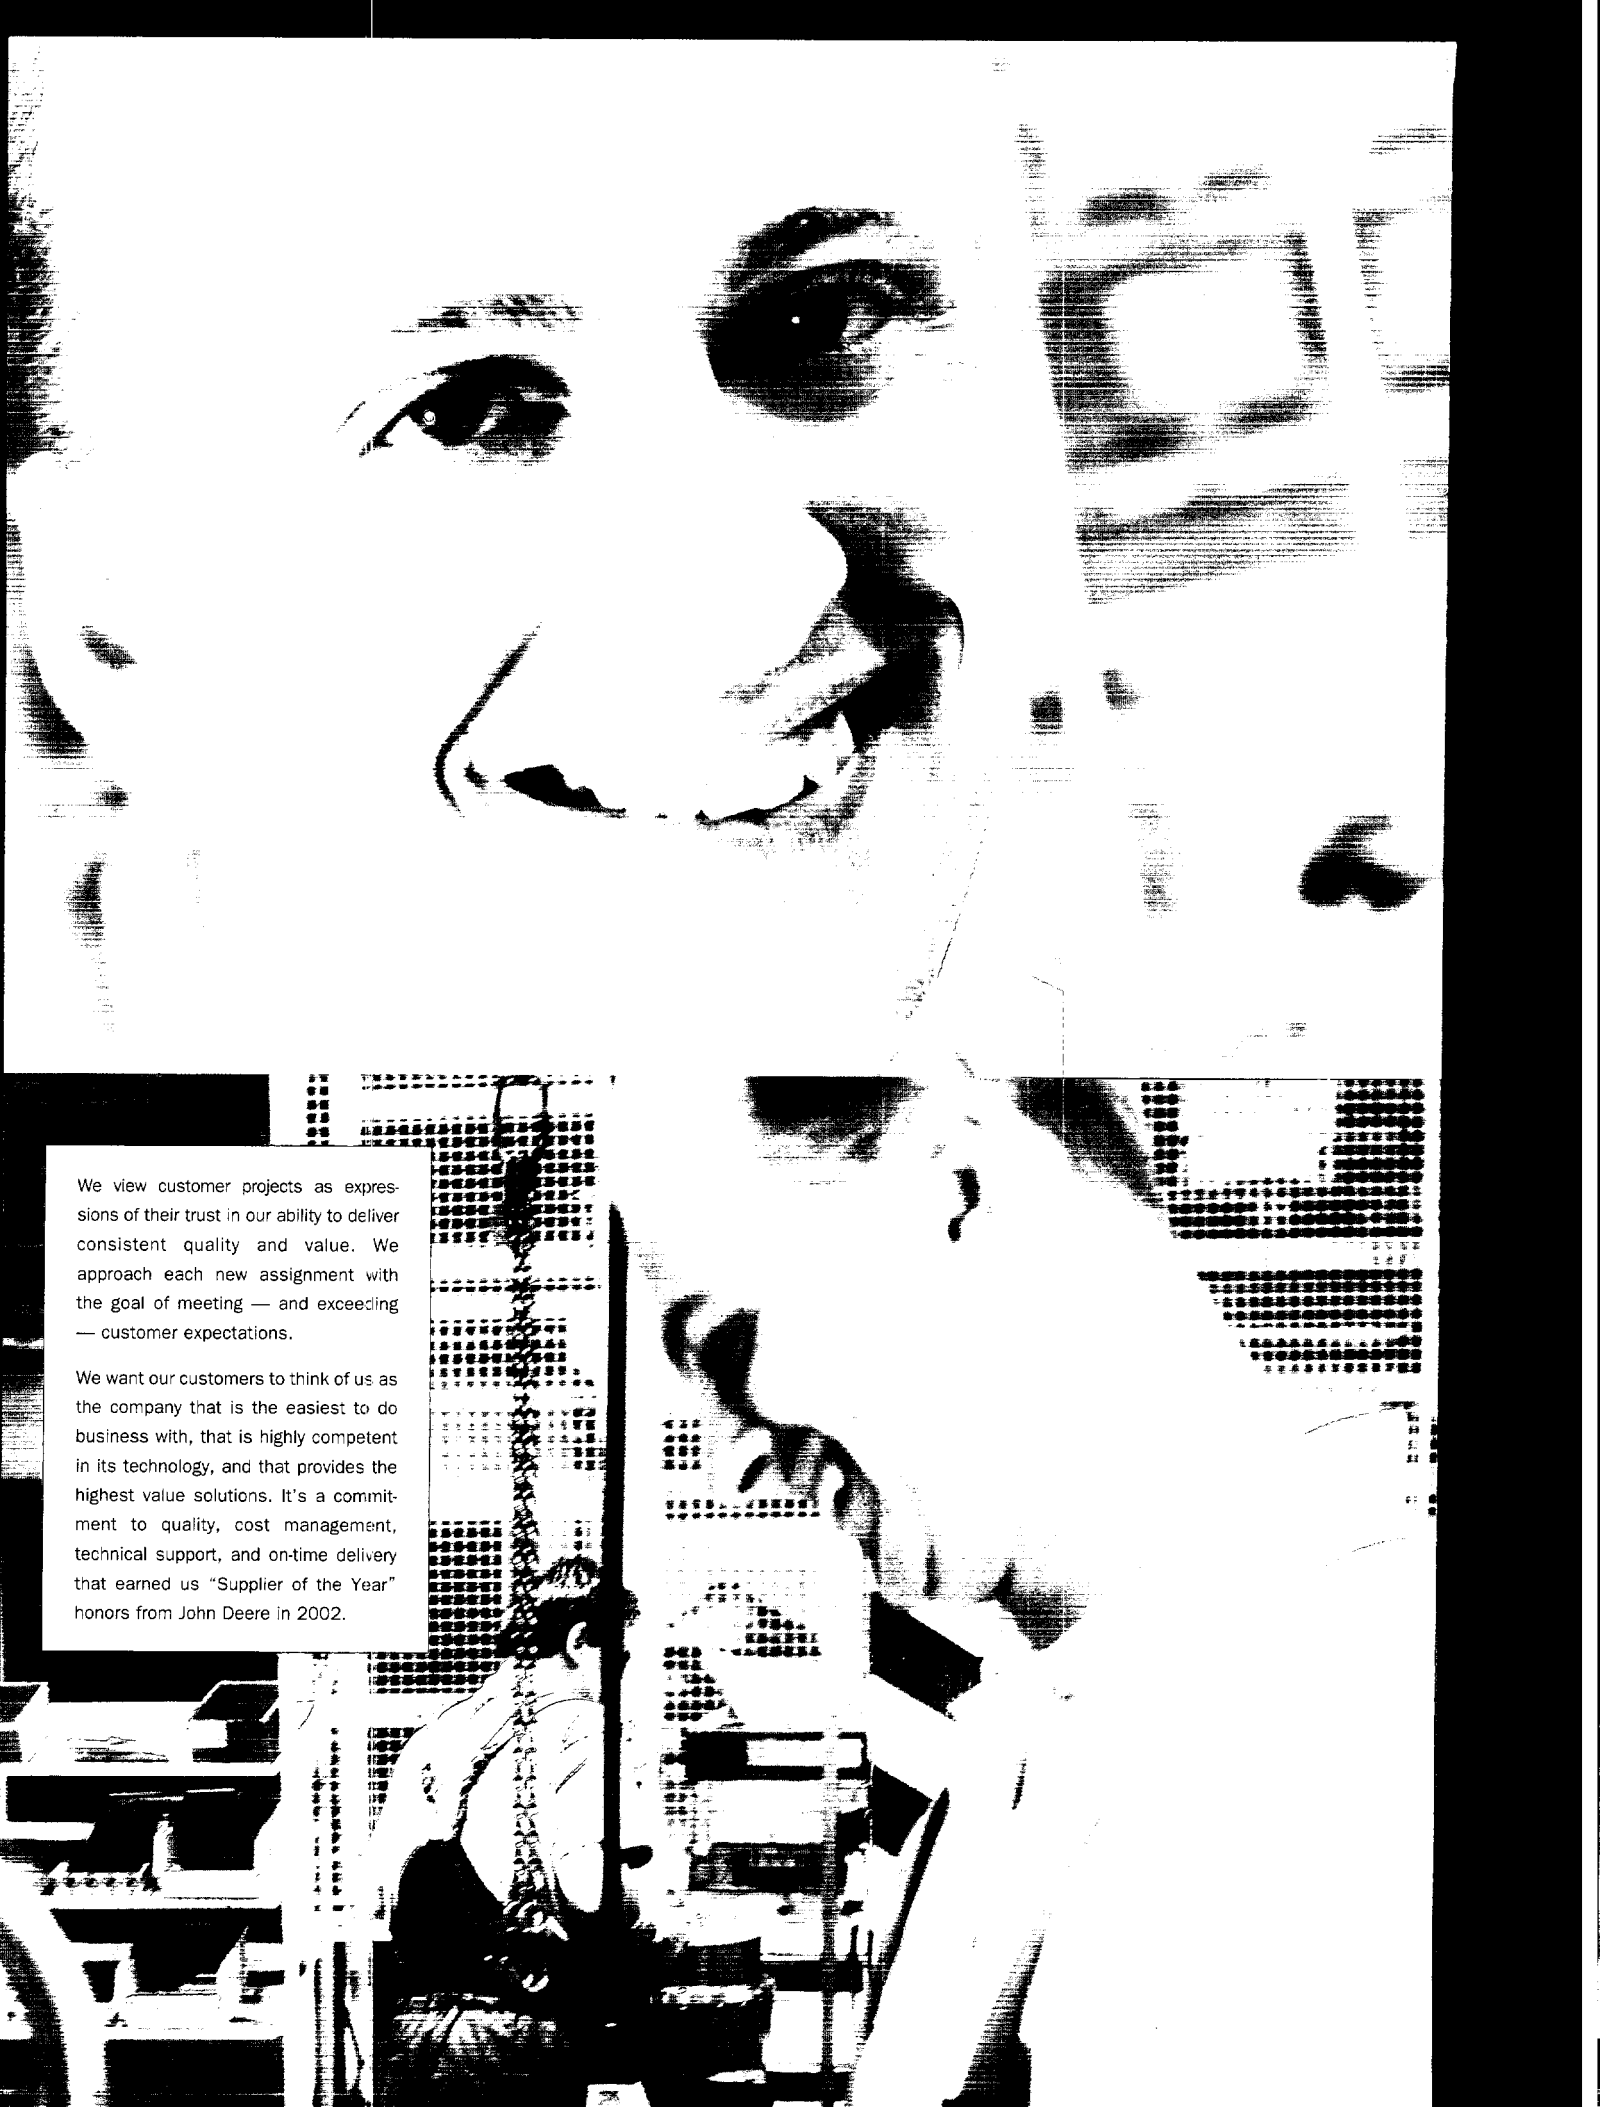 We view customer projects as expres-
sions of their trust in our ability to deliver
consistent quality and value. We
approach each new assignment with
the goal of meeting — and exceeding
— customer expectations.
We want our customers to think of us as
the company that is the easiest to do
business with, that is highly competent
in its technology, and that provides the
highest value solutions. It's a commit-
ment to quality, cost management,
technical support, and on-time delivery
that earned us “Supplier of the Year”
honors from John Deere in 2002.